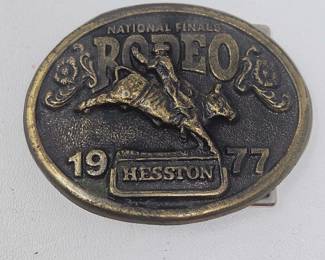 NATIONAL FINALS
RODEO
19 77
HESSTON